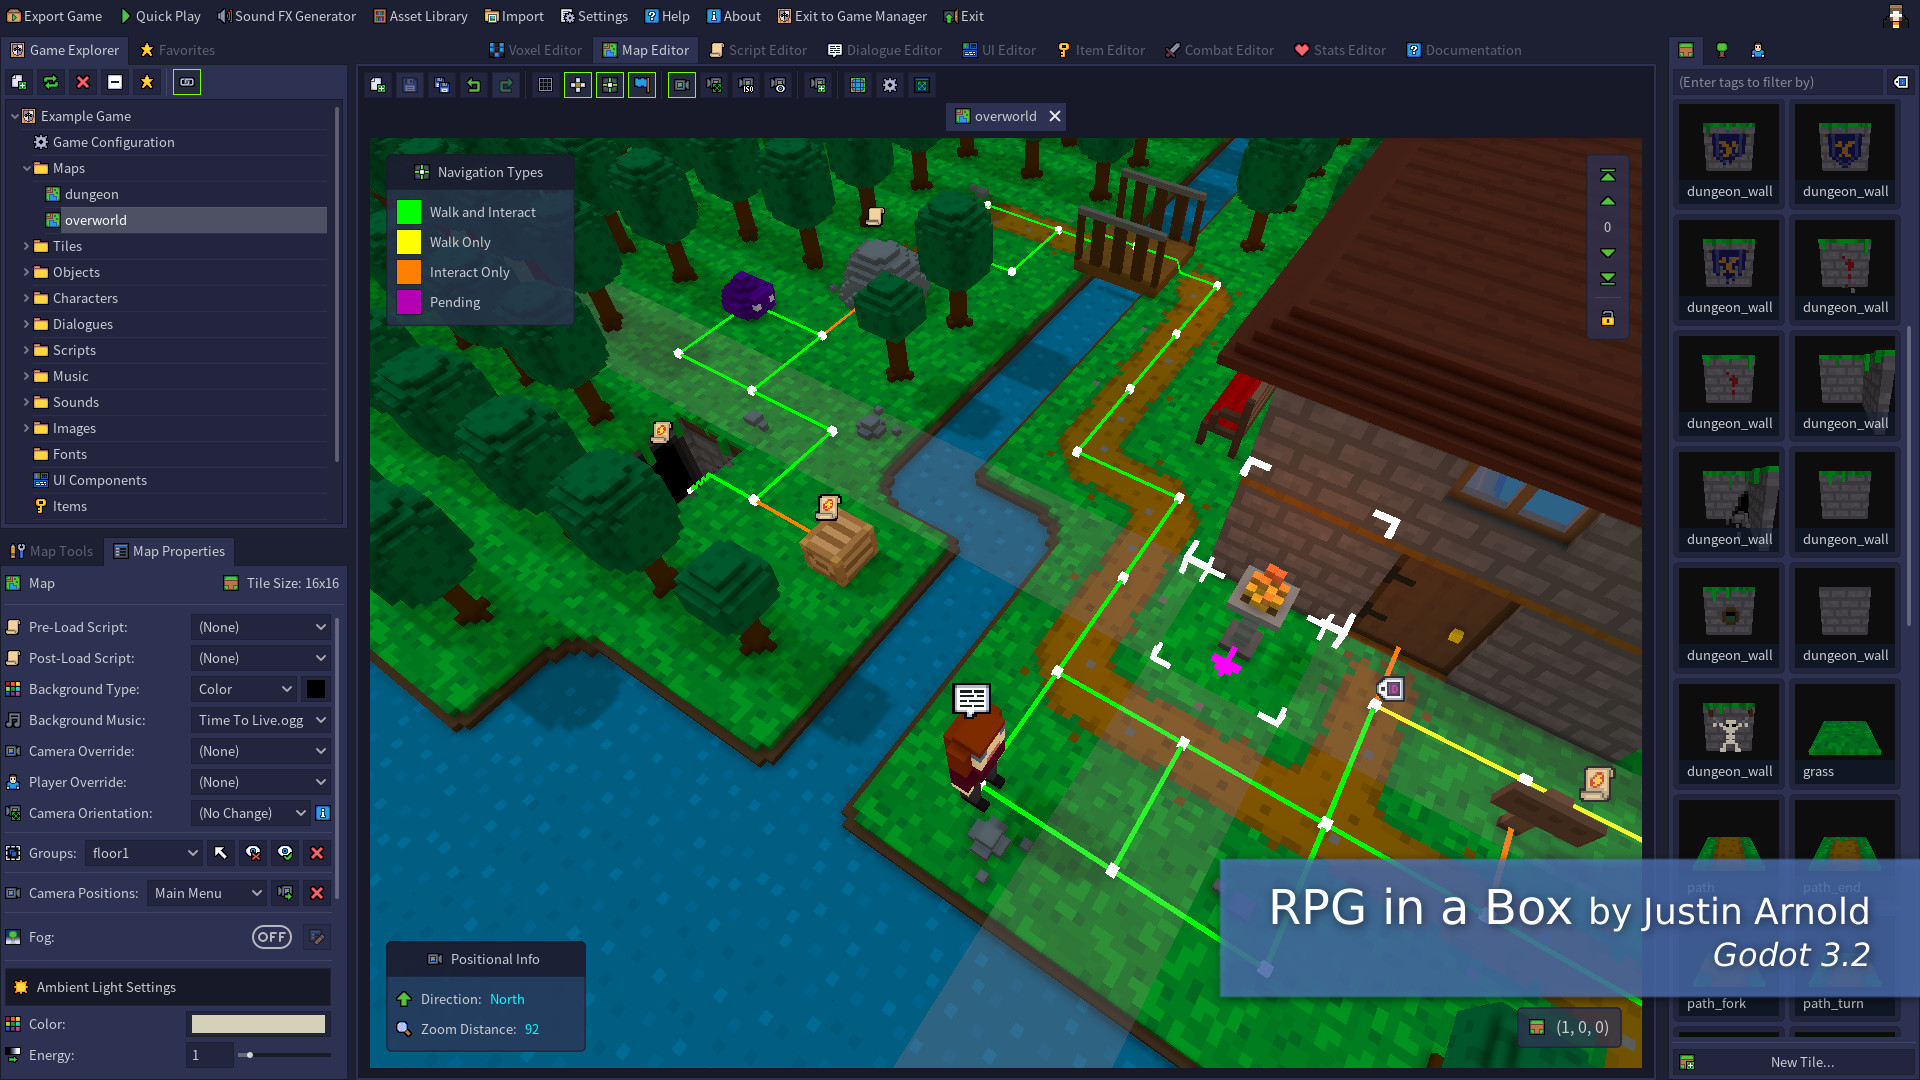 Export Game Quick Play Sound FX Generator Asset Library Import Settings Help About Exit to Game Manager Exit
Game Explorer Favorites
Voxel Editor Map Editor Script Editor Dialogue Editor UI Editor Item Editor Combat Editor Stats Editor Documentation
ISO
overworld
Example Game
Game Configuration
Maps
dungeon
overworld
Tiles
Objects
Characters
Dialogues
Scripts
Music
Sounds
Images
Fonts
UI Components
Items
Map Tools Map Properties
Map Tile Size: 16x16
Pre-Load Script: (None)
Post-Load Script: (None)
Background Type: Color
Background Music: Time To Live.ogg
Camera Override: (None)
Player Override: (None)
Camera Orientation: (No Change)
Groups: floor1
Camera Positions: Main Menu
Fog: OFF
Ambient Light Settings
Color:
Energy: 1
Navigation Types
Walk and Interact
Walk Only
Interact Only
Pending
0
ID
Positional Info
Direction: North
Zoom Distance: 92
(1, 0, 0)
(Enter tags to filter by)
dungeon_wall dungeon_wall
dungeon_wall dungeon_wall
dungeon_wall dungeon_wall
dungeon_wall dungeon_wall
dungeon_wall dungeon_wall
dungeon_wall grass
path path_end
path_fork path_turn
New Tile...
RPG in a Box by Justin Arnold
Godot 3.2